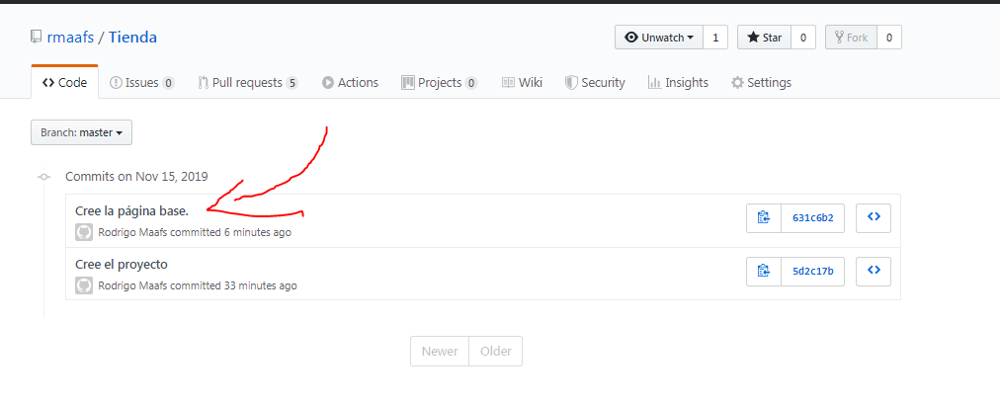 rmaafs / Tienda
Unwatch 1 Star 0 Fork 0
Code Issues 0 Pull requests 5 Actions Projects 0 Wiki Security Insights Settings
Branch: master
Commits on Nov 15, 2019
Cree la página base.
631c6b2
Rodrigo Maafs committed 6 minutes ago
Cree el proyecto
5d2c17b
Rodrigo Maafs committed 33 minutes ago
Newer Older